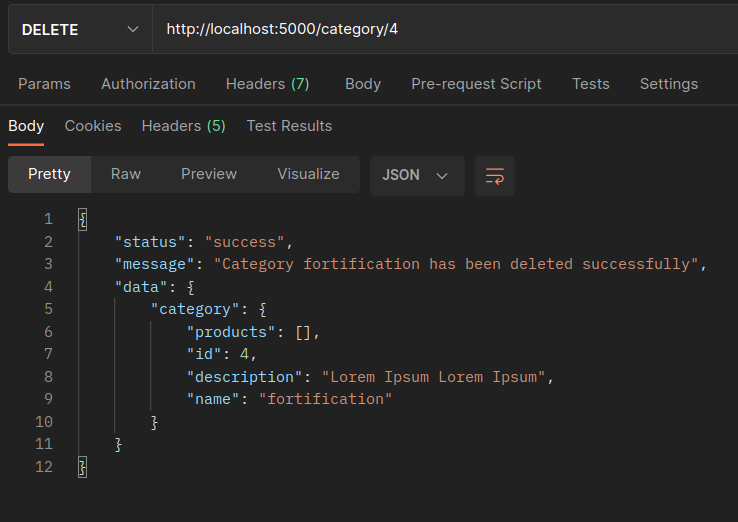 DELETE http://localhost:5000/category/4
Params Authorization Headers (7) Body Pre-request Script Tests Settings
Body Cookies Headers (5) Test Results
Pretty Raw Preview Visualize JSON
1 {
2 "status": "success",
3 "message": "Category fortification has been deleted successfully",
4 "data": {
5 "category": {
6 "products": [],
7 "id": 4,
8 "description": "Lorem Ipsum Lorem Ipsum",
9 "name": "fortification"
10 }
11 }
12 }